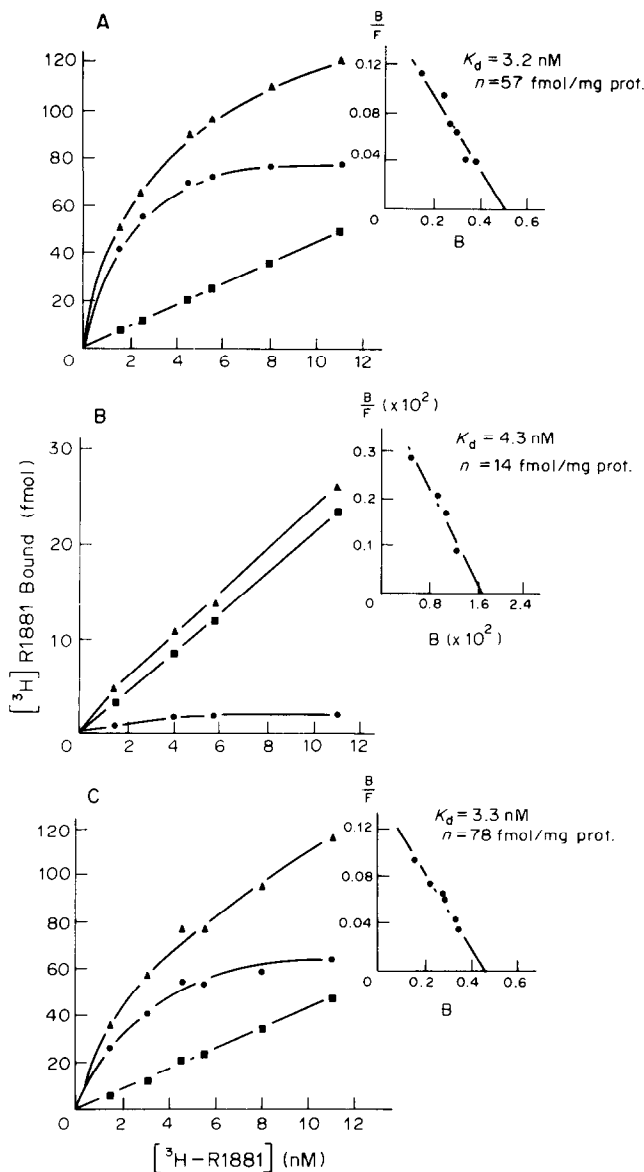 A
120
100
80
60
40
20
0
2 4 6 8 10 12
B
F
0.12
0.08
0.04
0
0.2 0.4 0.6
B
Kd = 3.2 nM
n =57 fmol/mg prot.
B
30
20
10
0
2 4 6 8 10 12
B
F (x10²)
0.3
0.2
0.1
0
0.8 1.6 2.4
B (x10²)
Kd = 4.3 nM
n =14 fmol/mg prot.
[³H] R1881 Bound (fmol)
C
120
100
80
60
40
20
0
2 4 6 8 10 12
B
F
0.12
0.08
0.04
0
0.2 0.4 0.6
B
Kd = 3.3 nM
n =78 fmol/mg prot.
[³H-R1881] (nM)